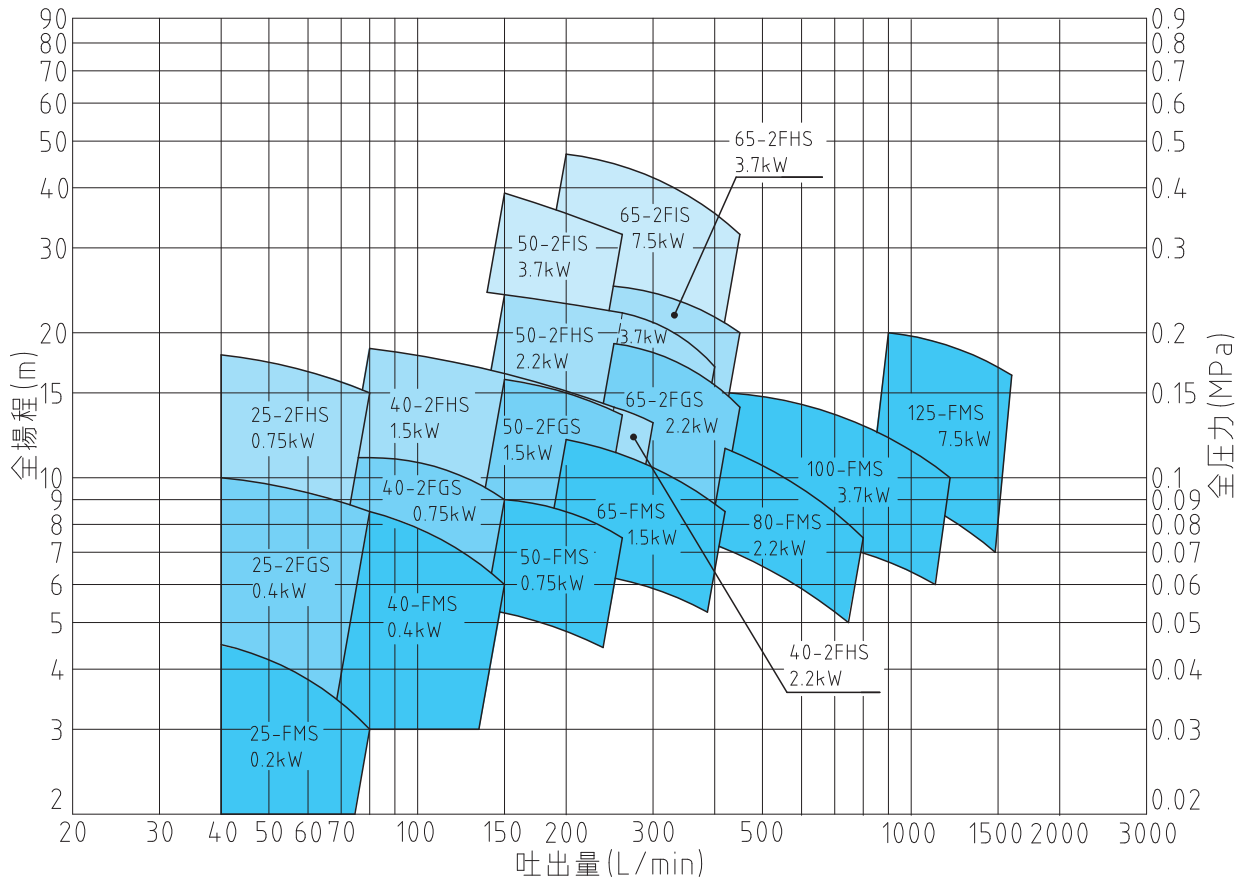 90
80
70
60
50
40
30
20
15
10
9
8
7
6
5
4
3
2
全揚程(m)
0.9
0.8
0.7
0.6
0.5
0.4
0.3
0.2
0.15
0.1
0.09
0.08
0.07
0.06
0.05
0.04
0.03
0.02
全圧力(MPa)
65-2FHS
3.7kW
65-2FIS
7.5kW
50-2FIS
3.7kW
50-2FHS
2.2kW
3.7kW
25-2FHS
0.75kW
40-2FHS
1.5kW
50-2FGS
1.5kW
65-2FGS
2.2kW
125-FMS
7.5kW
40-2FGS
0.75kW
65-FMS
1.5kW
100-FMS
3.7kW
80-FMS
2.2kW
25-2FGS
0.4kW
40-FMS
0.4kW
50-FMS
0.75kW
40-2FHS
2.2kW
25-FMS
0.2kW
20 30 40 50 60 70 100 150 200 300 500 1000 1500 2000 3000
吐出量(L/min)